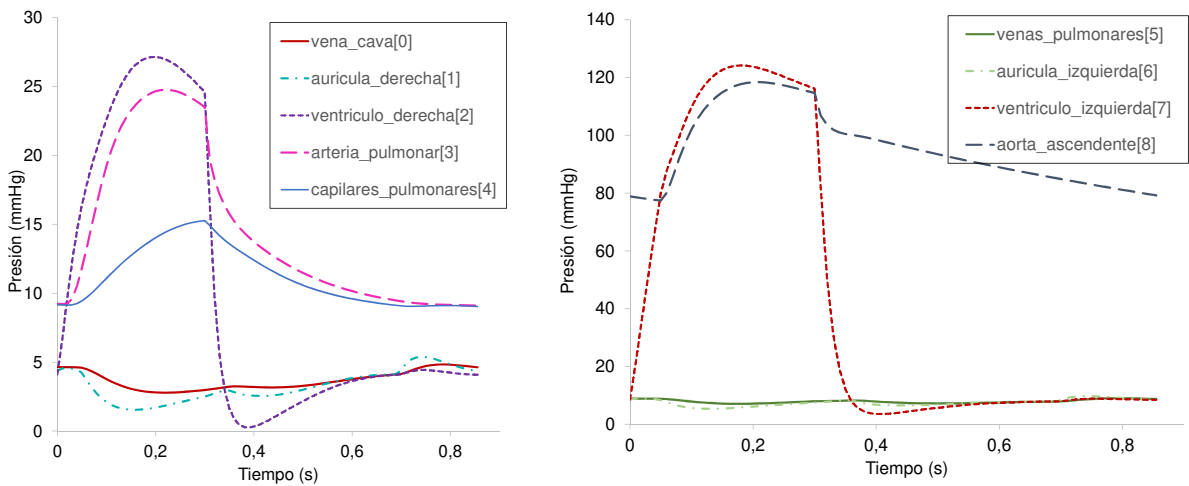 30
25
20
15
10
5
0
Presión (mmHg)
0
0,2
0,4
0,6
0,8
Tiempo (s)
vena_cava[0]
auricula_derecha[1]
ventriculo_derecha[2]
arteria_pulmonar[3]
capilares_pulmonares[4]
140
120
100
80
60
40
20
0
Presión (mmHg)
0
0,2
0,4
0,6
0,8
Tiempo (s)
venas_pulmonares[5]
auricula_izquierda[6]
ventriculo_izquierda[7]
aorta_ascendente[8]